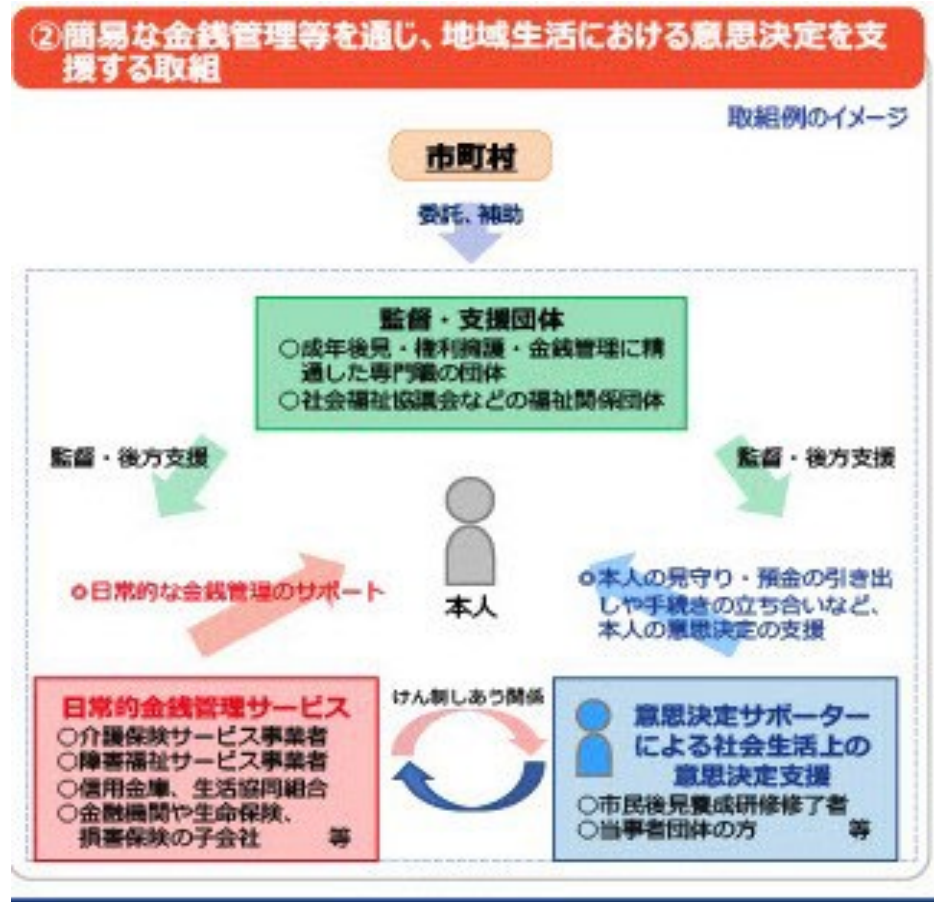 ②簡易な金銭管理等を通じ、地域生活における意思決定を支
援する取組
取組例のイメージ
市町村
委託、補助
監督・支援団体
○成年後見・権利擁護・金銭管理に精
通した専門職の団体
○社会福祉協議会などの福祉関係団体
監督・後方支援
監督・後方支援
○日常的な金銭管理のサポート
本人
○本人の見守り・預金の引き出
しや手続きの立ち合いなど、
本人の意思決定の支援
日常的金銭管理サービス
○介護保険サービス事業者
○障害福祉サービス事業者
○信用金庫、生活協同組合
○金融機関や生命保険、
損害保険の子会社 等
けん制しあう関係
意思決定サポーター
による社会生活上の
意思決定支援
○市民後見養成研修修了者
○当事者団体の方 等